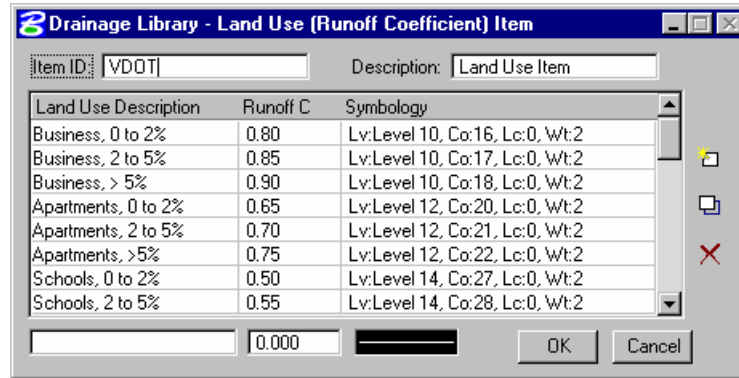 Drainage Library - Land Use (Runoff Coefficient) Item
Item ID: VDOT Description: Land Use Item
Land Use Description Runoff C Symbology
Business, 0 to 2% 0.80 Lv:Level 10, Co:16, Lc:0, Wt:2
Business, 2 to 5% 0.85 Lv:Level 10, Co:17, Lc:0, Wt:2
Business, > 5% 0.90 Lv:Level 10, Co:18, Lc:0, Wt:2
Apartments, 0 to 2% 0.65 Lv:Level 12, Co:20, Lc:0, Wt:2
Apartments, 2 to 5% 0.70 Lv:Level 12, Co:21, Lc:0, Wt:2
Apartments, >5% 0.75 Lv:Level 12, Co:22, Lc:0, Wt:2
Schools, 0 to 2% 0.50 Lv:Level 14, Co:27, Lc:0, Wt:2
Schools, 2 to 5% 0.55 Lv:Level 14, Co:28, Lc:0, Wt:2
0.000 OK Cancel